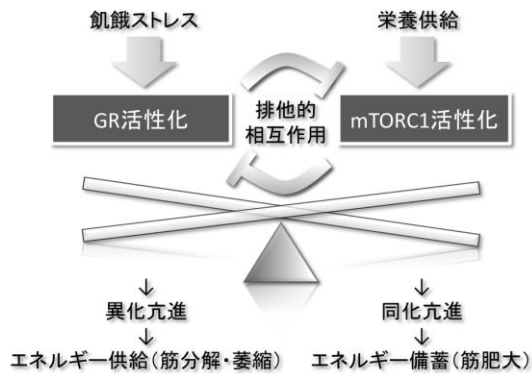 飢餓ストレス
栄養供給
GR活性化
排他的
相互作用
mTORC1活性化
↓
異化亢進
↓
エネルギー供給(筋分解・萎縮)
↓
同化亢進
↓
エネルギー備蓄(筋肥大)